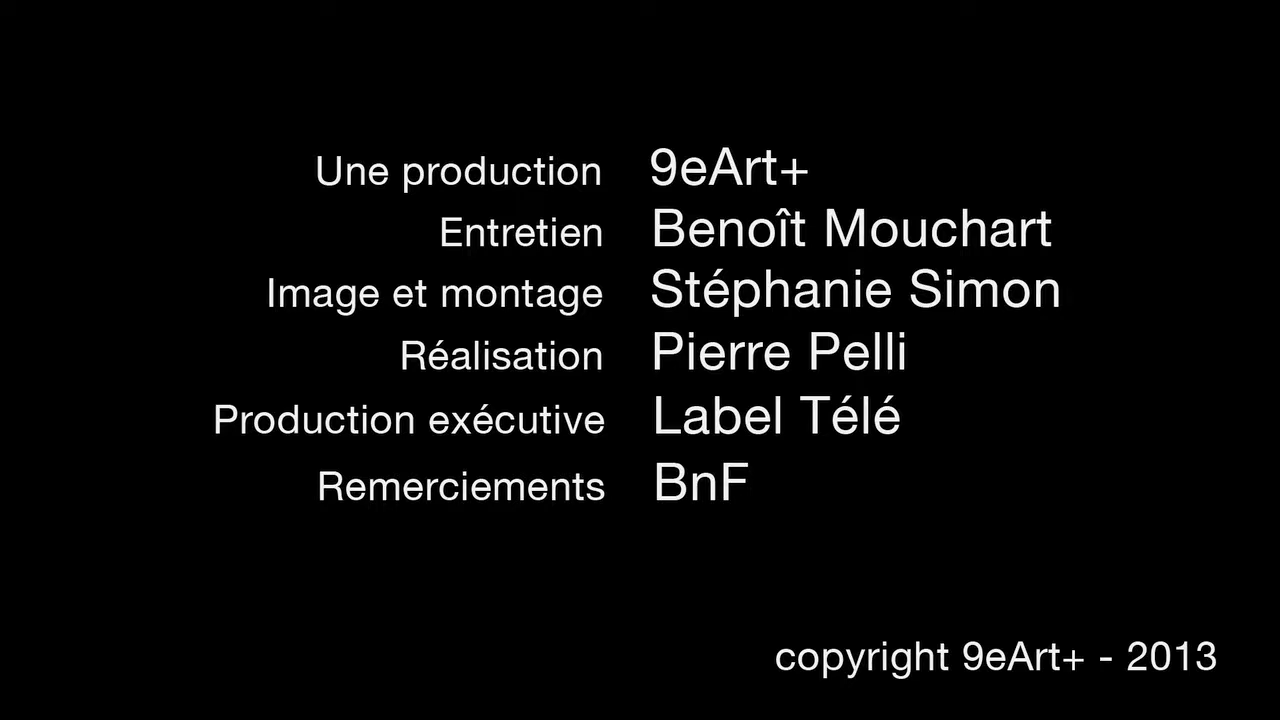 Une production 9eArt+
Entretien Benoît Mouchart
Image et montage Stéphanie Simon
Réalisation Pierre Pelli
Production exécutive Label Télé
Remerciements BnF
copyright 9eArt+ - 2013